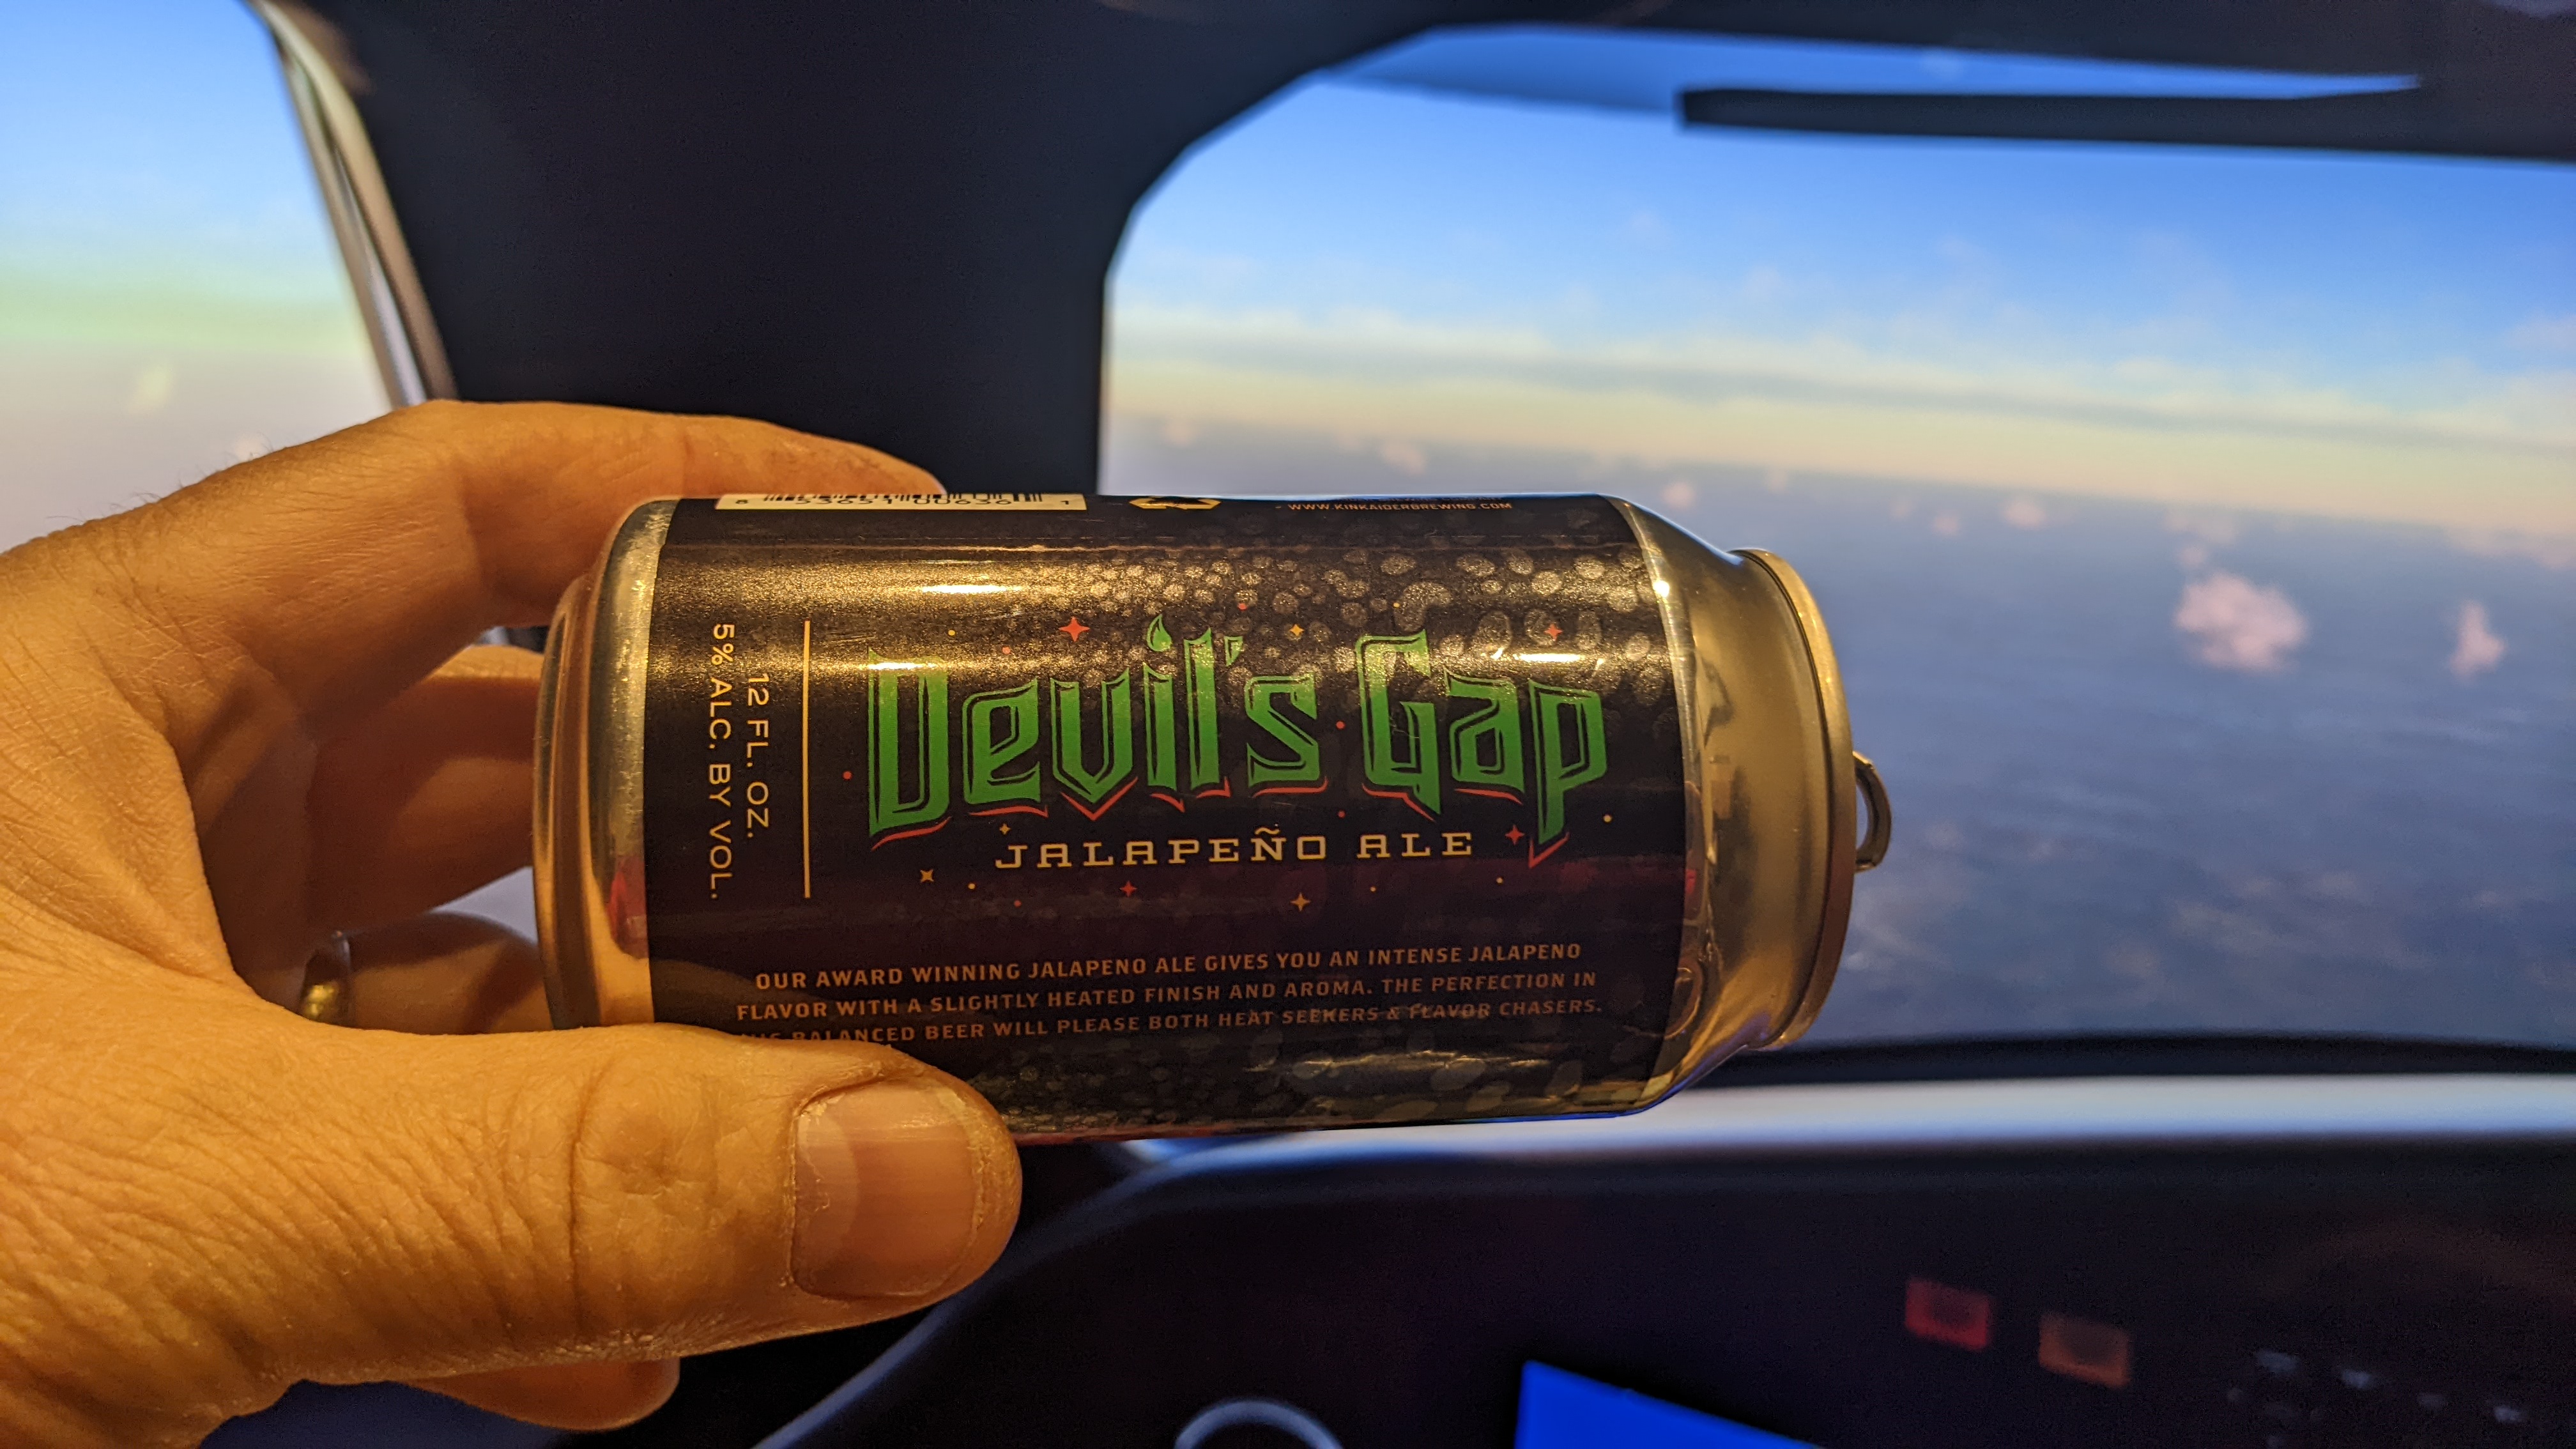 WWW.KINKAIDERBREWING.COM
Devil's Gap
JALAPEÑO ALE
12 FL. OZ.
5% ALC. BY VOL.
OUR AWARD WINNING JALAPENO ALE GIVES YOU AN INTENSE JALAPENO
FLAVOR WITH A SLIGHTLY HEATED FINISH AND AROMA. THE PERFECTION IN
BALANCED BEER WILL PLEASE BOTH HEAT SEEKERS & FLAVOR CHASERS.